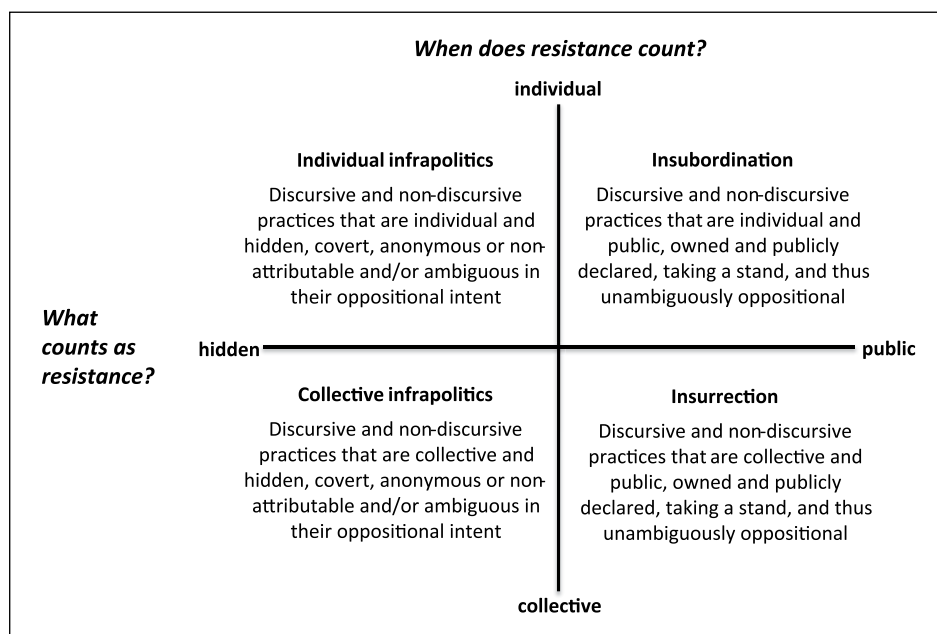 When does resistance count?
individual
Individual infrapolitics
Discursive and non-discursive
practices that are individual and
hidden, covert, anonymous or non-
attributable and/or ambiguous in
their oppositional intent
Insubordination
Discursive and non-discursive
practices that are individual and
public, owned and publicly
declared, taking a stand, and thus
unambiguously oppositional
What
counts as
resistance?
hidden
public
Collective infrapolitics
Discursive and non-discursive
practices that are collective and
hidden, covert, anonymous or non-
attributable and/or ambiguous in
their oppositional intent
Insurrection
Discursive and non-discursive
practices that are collective and
public, owned and publicly
declared, taking a stand, and thus
unambiguously oppositional
collective